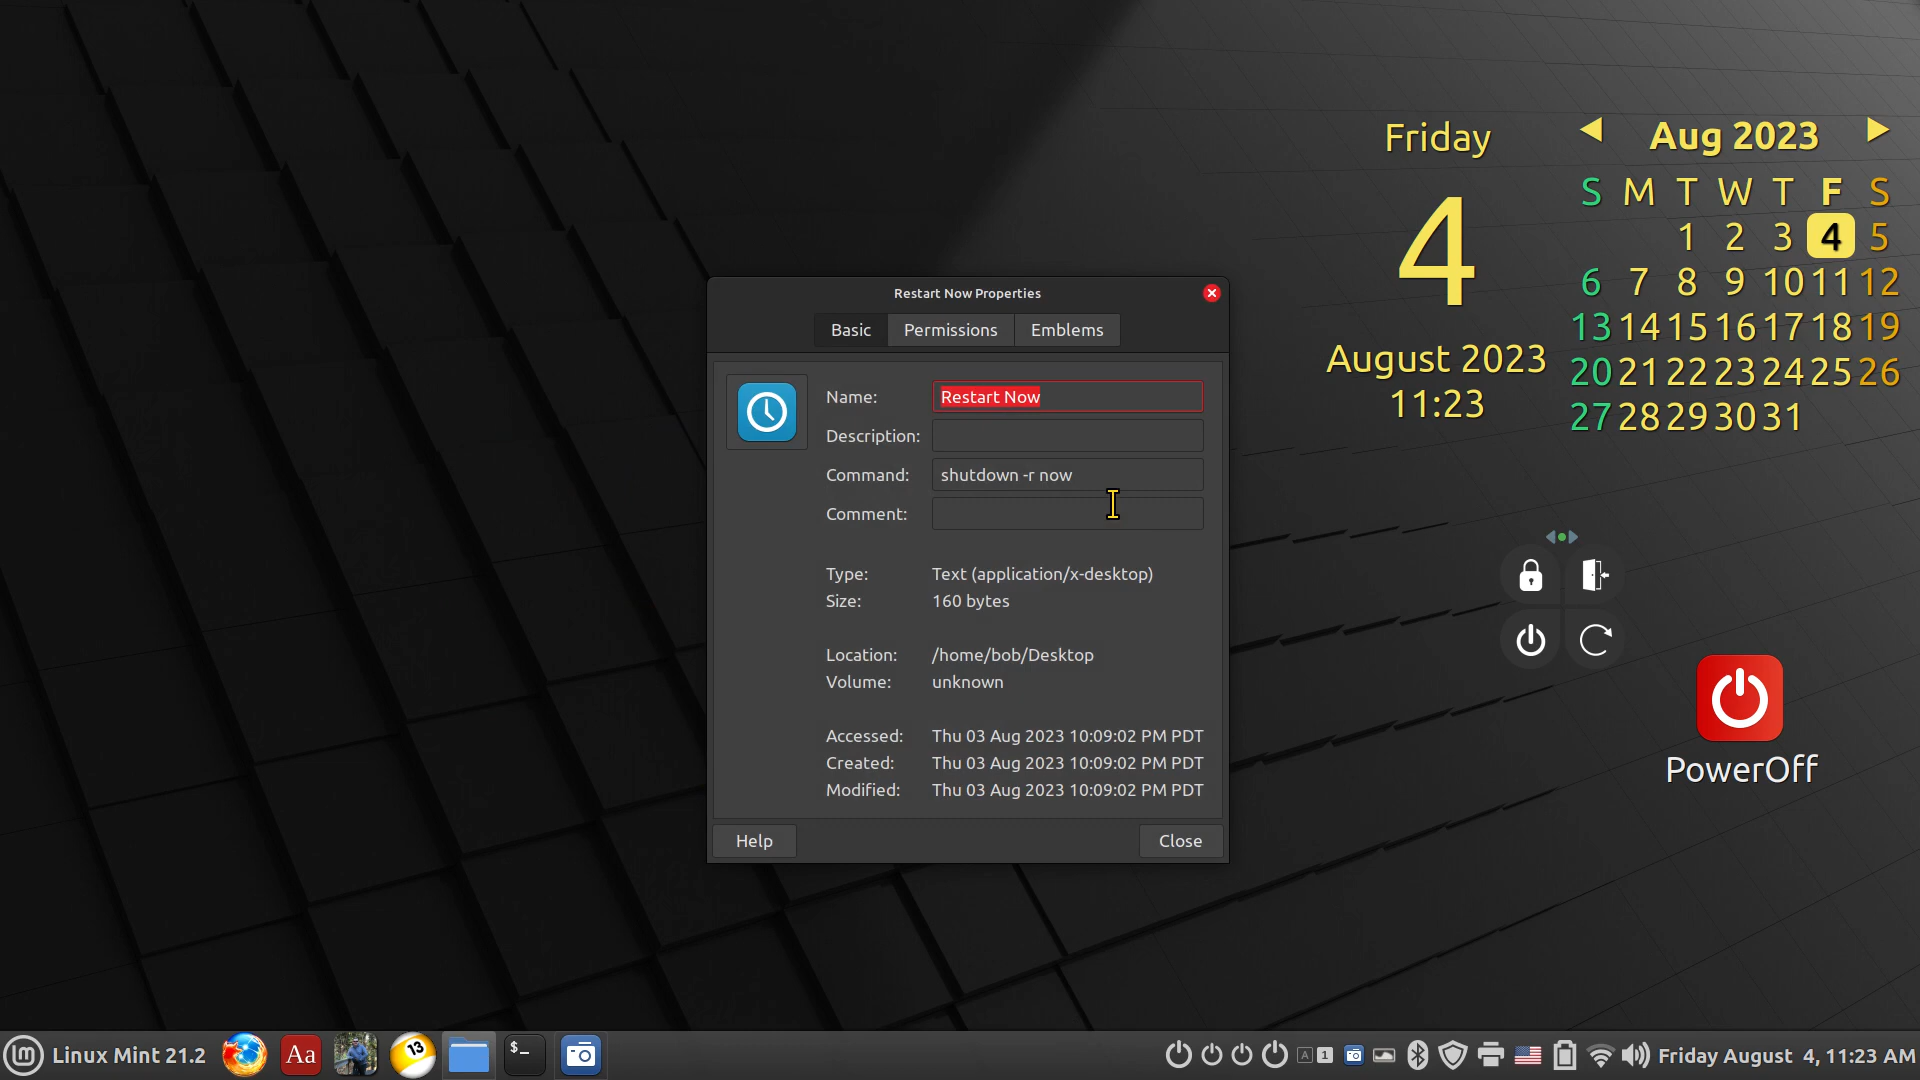 Restart Now Properties
Basic Permissions Emblems
Name: Restart Now
Description:
Command: shutdown -r now
Comment:
Type: Text (application/x-desktop)
Size: 160 bytes
Location: /home/bob/Desktop
Volume: unknown
Accessed: Thu 03 Aug 2023 10:09:02 PM PDT
Created: Thu 03 Aug 2023 10:09:02 PM PDT
Modified: Thu 03 Aug 2023 10:09:02 PM PDT
Help Close
Friday
4
August 2023
11:23
Aug 2023
S M T W T F S
1 2 3 4 5
6 7 8 9 10 11 12
13 14 15 16 17 18 19
20 21 22 23 24 25 26
27 28 29 30 31
PowerOff
Linux Mint 21.2 Aa 13 $_ A 1 Friday August 4, 11:23 AM